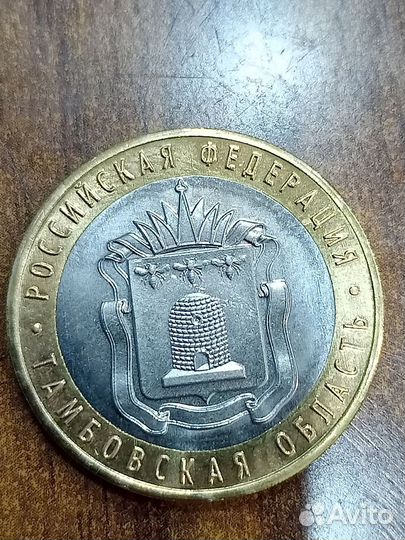 РОССИЙСКАЯ ФЕДЕРАЦИЯ
• ТАМБОВСКАЯ ОБЛАСТЬ •
Avito